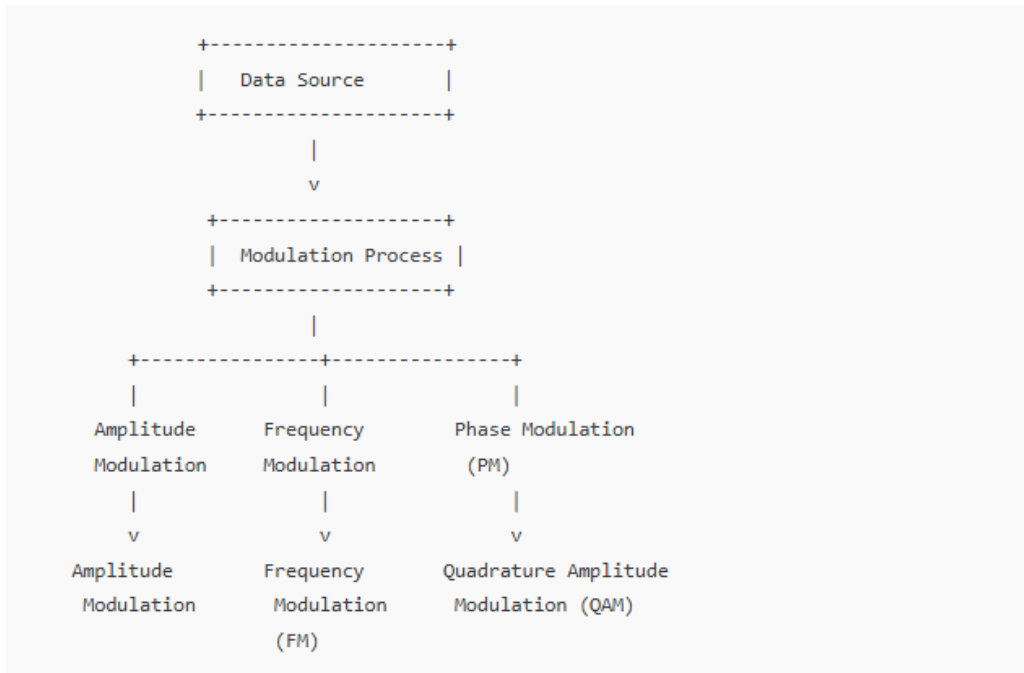 +---------------------+
|   Data Source       |
+---------------------+
|
v
+--------------------+
|  Modulation Process |
+--------------------+
|
+----------------+----------------+
|                |                |
Amplitude      Frequency        Phase Modulation
Modulation     Modulation        (PM)
|                |                |
v                v                v
Amplitude        Frequency       Quadrature Amplitude
Modulation       Modulation      Modulation (QAM)
(FM)